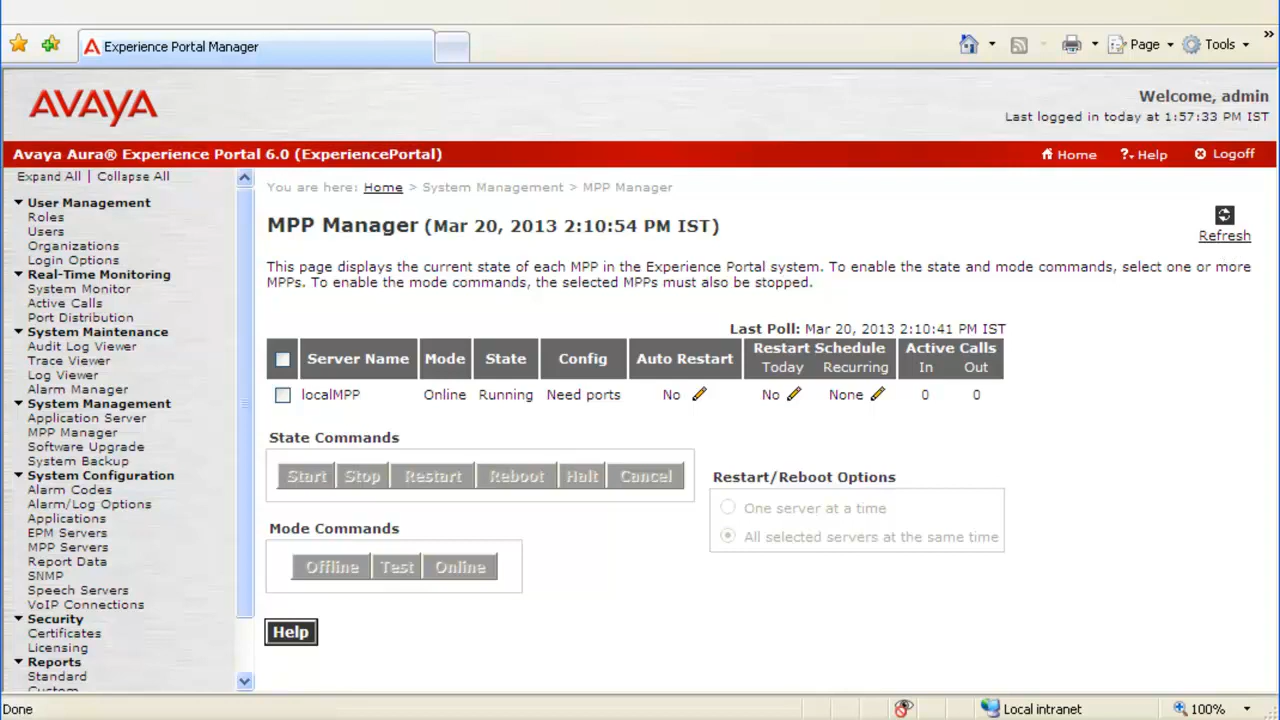 Experience Portal Manager
Page
Tools
»
AVAYA
Welcome, admin
Last logged in today at 1:57:33 PM IST
Avaya Aura® Experience Portal 6.0 (ExperiencePortal)
Home
?▾ Help
Logoff
Expand All | Collapse All
User Management
Roles
Users
Organizations
Login Options
Real-Time Monitoring
System Monitor
Active Calls
Port Distribution
System Maintenance
Audit Log Viewer
Trace Viewer
Log Viewer
Alarm Manager
System Management
Application Server
MPP Manager
Software Upgrade
System Backup
System Configuration
Alarm Codes
Alarm/Log Options
Applications
EPM Servers
MPP Servers
Report Data
SNMP
Speech Servers
VoIP Connections
Security
Certificates
Licensing
Reports
Standard
Custom
You are here: Home > System Management > MPP Manager
MPP Manager (Mar 20, 2013 2:10:54 PM IST)
Refresh
This page displays the current state of each MPP in the Experience Portal system. To enable the state and mode commands, select one or more
MPPs. To enable the mode commands, the selected MPPs must also be stopped.
Last Poll: Mar 20, 2013 2:10:41 PM IST
Server Name Mode State Config Auto Restart Restart Schedule Active Calls
Today Recurring In Out
localMPP Online Running Need ports No No None 0 0
State Commands
Start Stop Restart Reboot Halt Cancel
Restart/Reboot Options
One server at a time
All selected servers at the same time
Mode Commands
Offline Test Online
Help
Done
Local intranet
100%